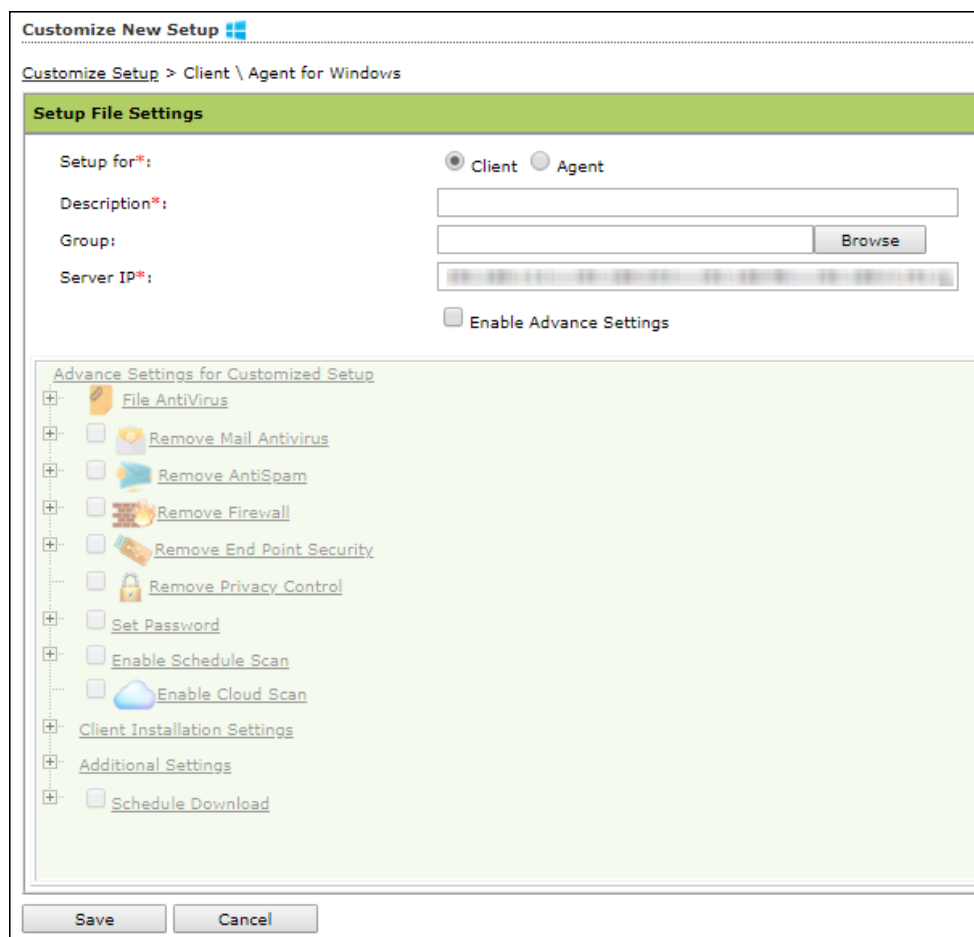 Customize New Setup
Customize Setup > Client \ Agent for Windows
Setup File Settings
Setup for*: Client Agent
Description*:
Group: Browse
Server IP*:
Enable Advance Settings
Advance Settings for Customized Setup
File AntiVirus
Remove Mail Antivirus
Remove AntiSpam
Remove Firewall
Remove End Point Security
Remove Privacy Control
Set Password
Enable Schedule Scan
Enable Cloud Scan
Client Installation Settings
Additional Settings
Schedule Download
Save Cancel